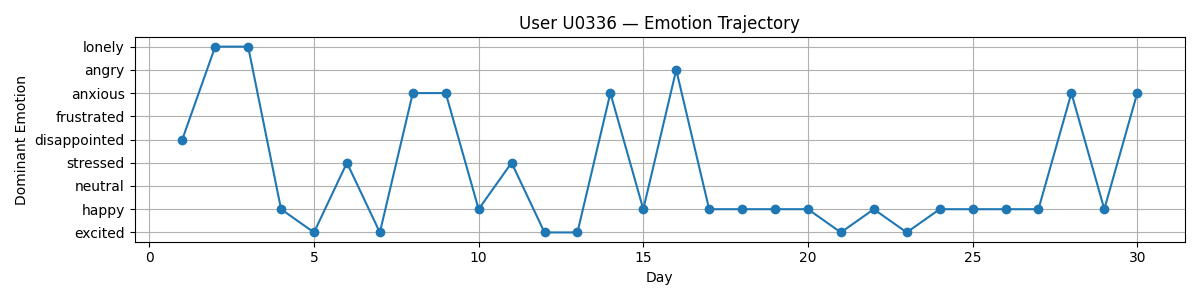 User U0336 — Emotion Trajectory
Dominant Emotion
lonely
angry
anxious
frustrated
disappointed
stressed
neutral
happy
excited
0 5 10 15 20 25 30
Day